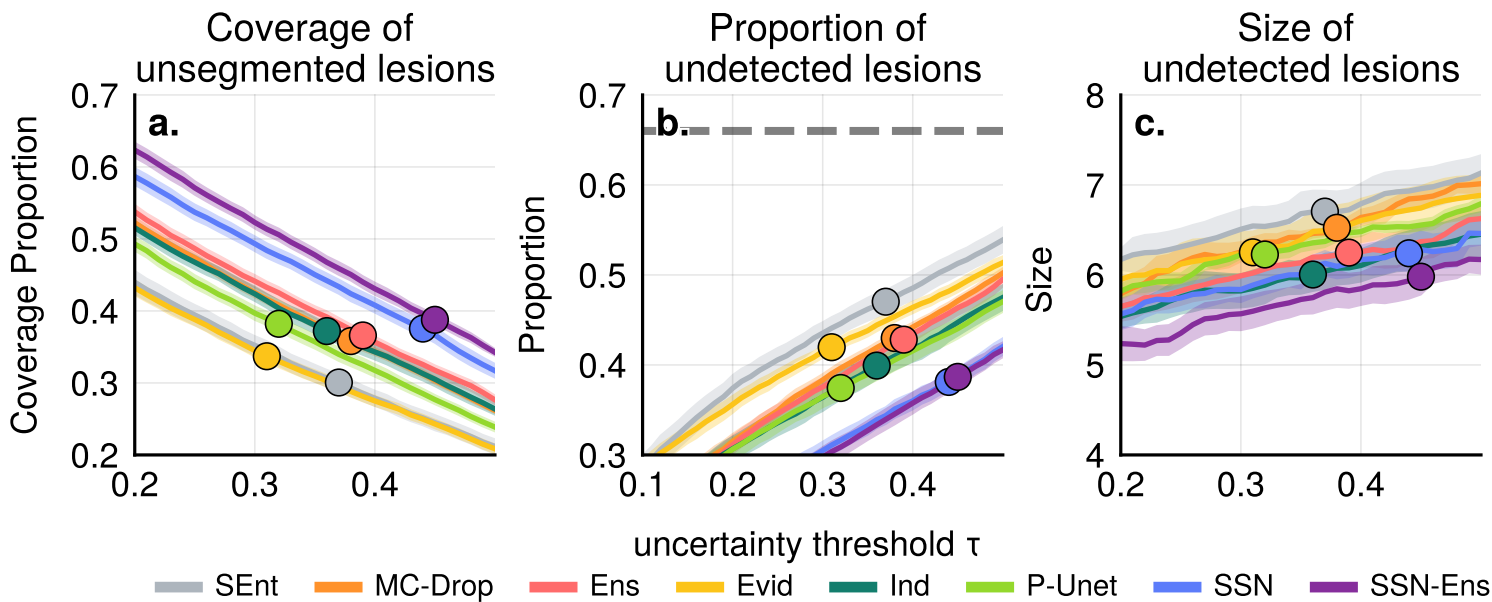 Coverage of
unsegmented lesions
Proportion of
undetected lesions
Size of
undetected lesions
a.
b.
c.
Coverage Proportion
0.7
0.6
0.5
0.4
0.3
0.2
0.2
0.3
0.4
Proportion
0.7
0.6
0.5
0.4
0.3
0.1
0.2
0.3
0.4
Size
8
7
6
5
4
0.2
0.3
0.4
uncertainty threshold τ
SEnt MC-Drop Ens Evid Ind P-Unet SSN SSN-Ens